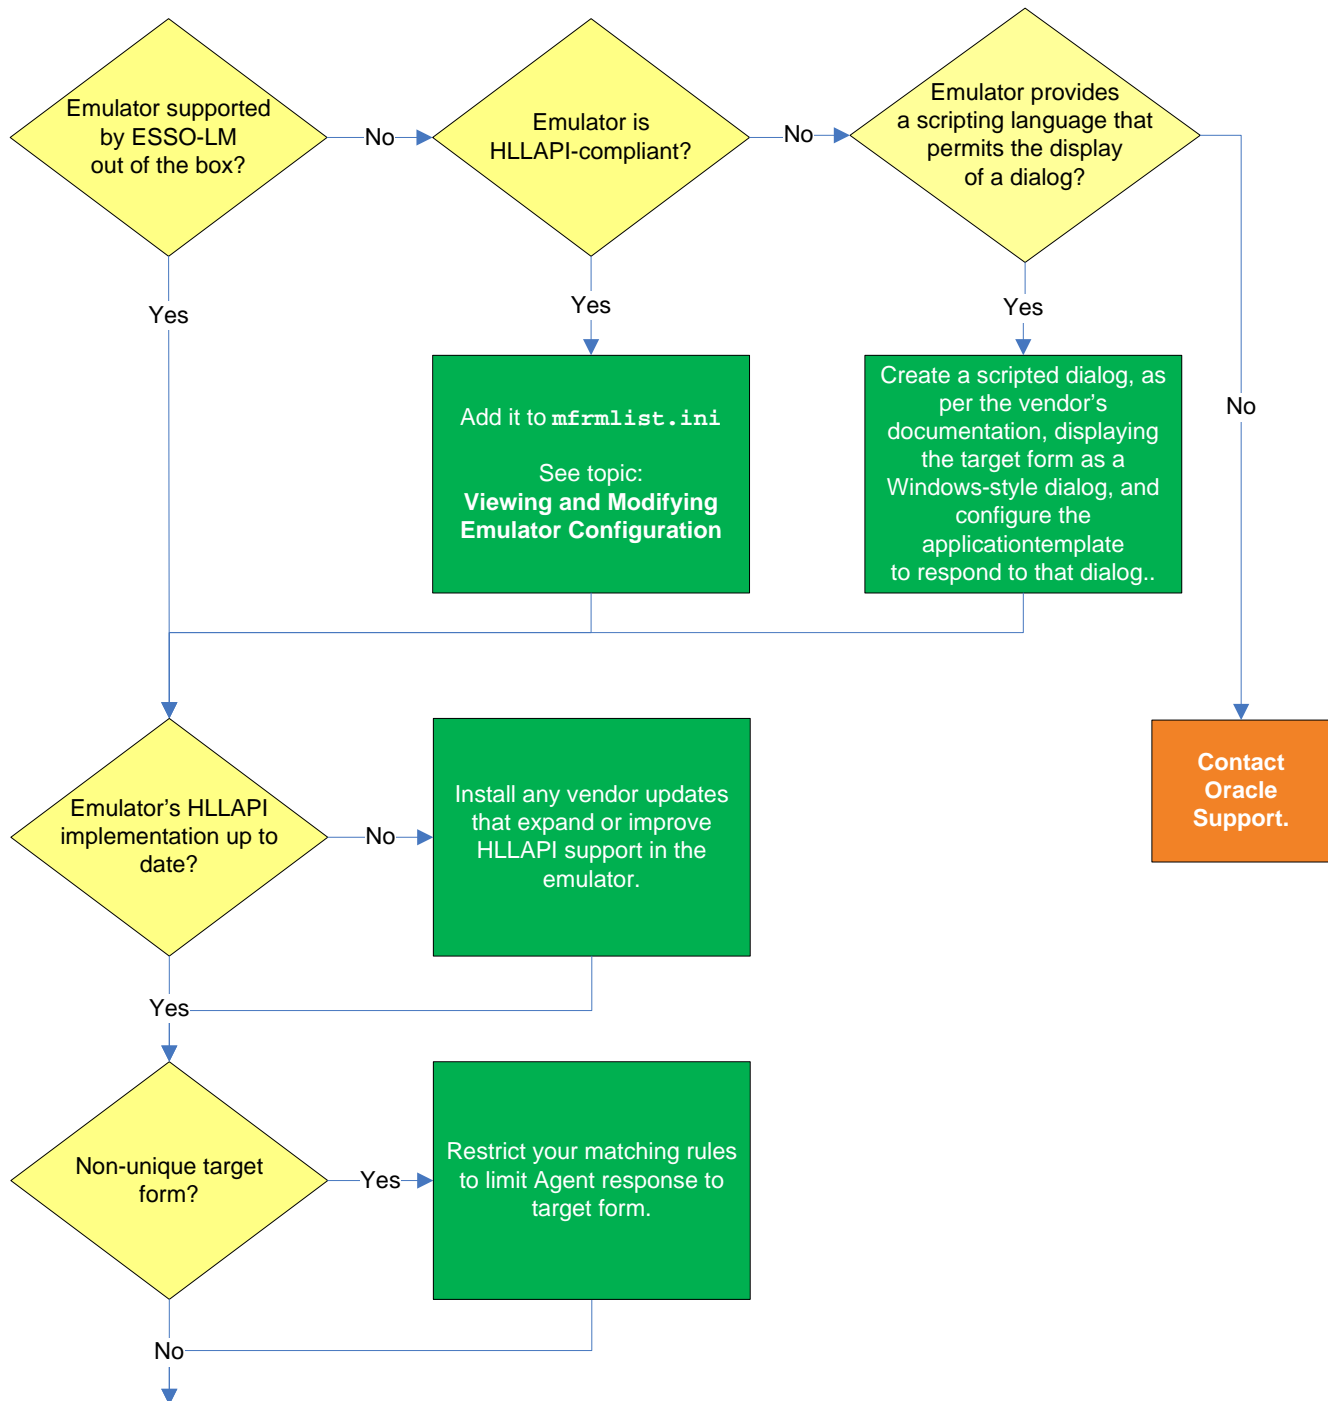 Emulator supported
by ESSO-LM
out of the box?
No
Emulator is
HLLAPI-compliant?
No
Emulator provides
a scripting language that
permits the display
of a dialog?
Yes
Yes
Yes
No
Add it to mfrmlist.ini
See topic:
Viewing and Modifying
Emulator Configuration
Create a scripted dialog, as
per the vendor’s
documentation, displaying
the target form as a
Windows-style dialog, and
configure the
applicationtemplate
to respond to that dialog..
Contact
Oracle
Support.
Emulator’s HLLAPI
implementation up to
date?
No
Install any vendor updates
that expand or improve
HLLAPI support in the
emulator.
Yes
Non-unique target
form?
Yes
Restrict your matching rules
to limit Agent response to
target form.
No